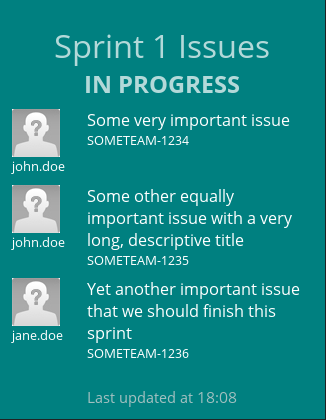 Sprint 1 Issues
IN PROGRESS
Some very important issue
SOMETEAM-1234
john.doe
Some other equally
important issue with a very
long, descriptive title
SOMETEAM-1235
john.doe
Yet another important issue
that we should finish this
sprint
SOMETEAM-1236
jane.doe
Last updated at 18:08